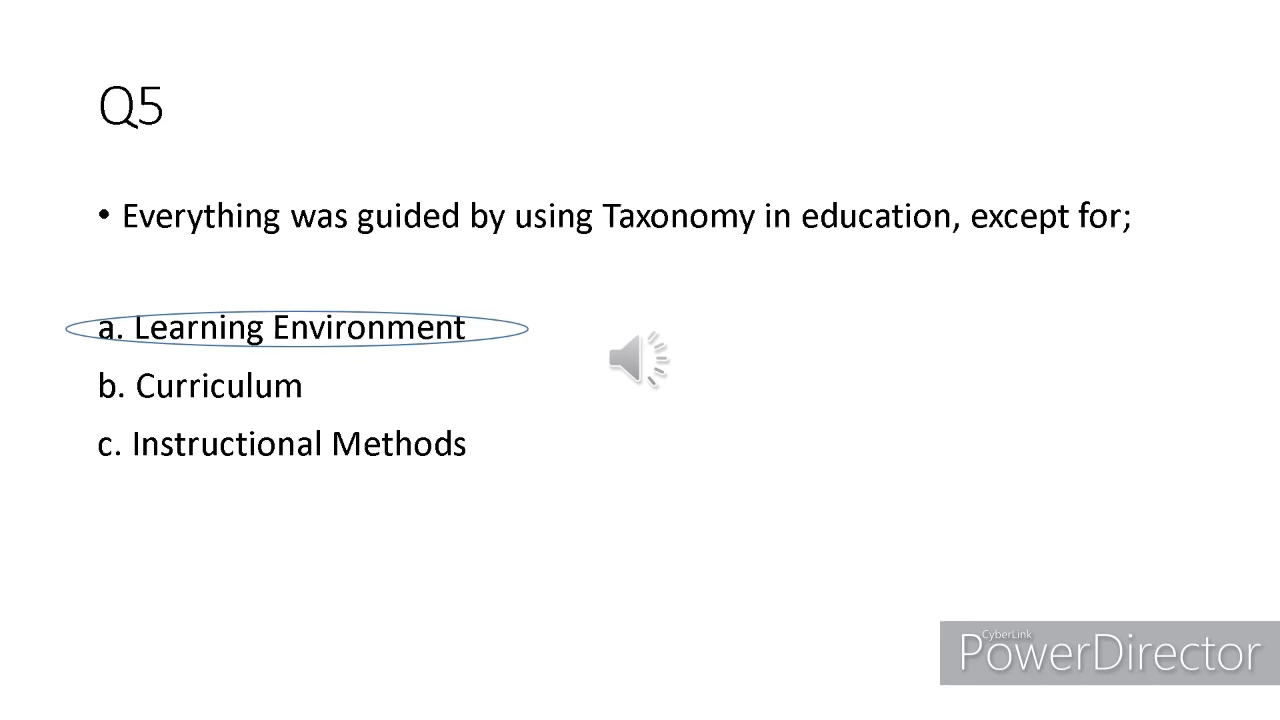 Q5
• Everything was guided by using Taxonomy in education, except for;
a. Learning Environment
b. Curriculum
c. Instructional Methods
CyberLink
PowerDirector